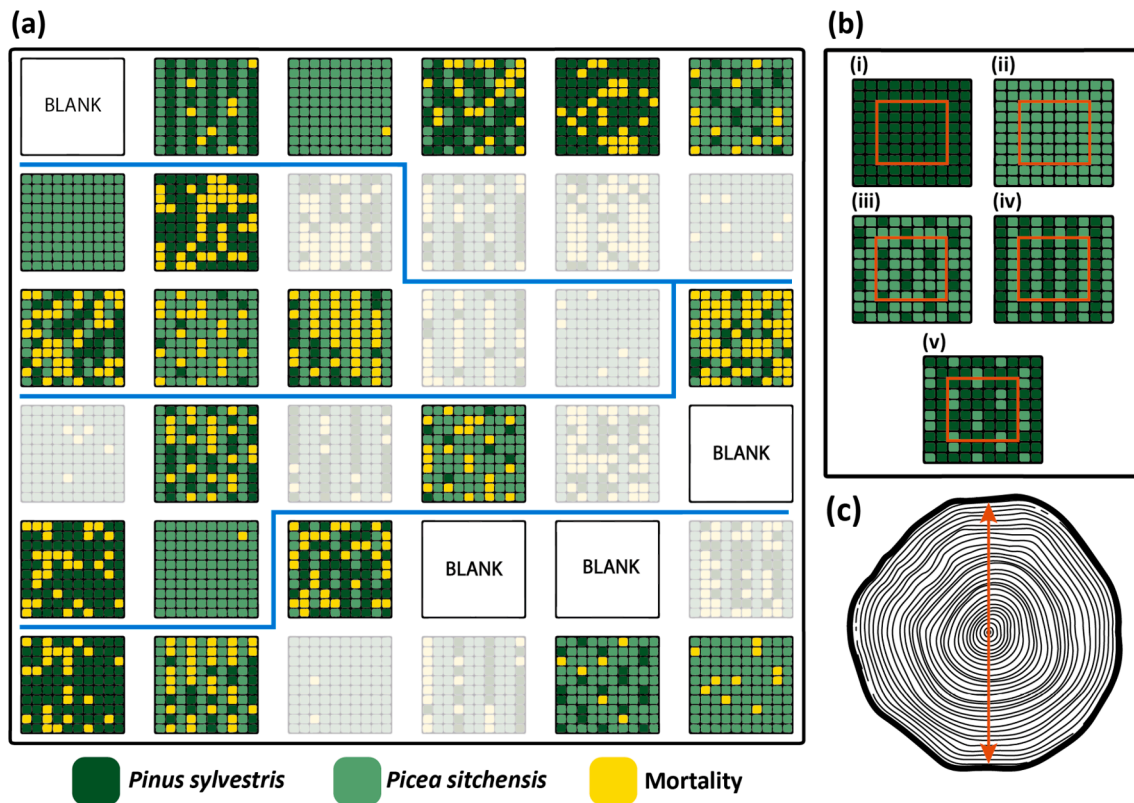 (a)
BLANK
BLANK
BLANK
BLANK
Pinus sylvestris
Picea sitchensis
Mortality
(b)
(i)
(ii)
(iii)
(iv)
(v)
(c)